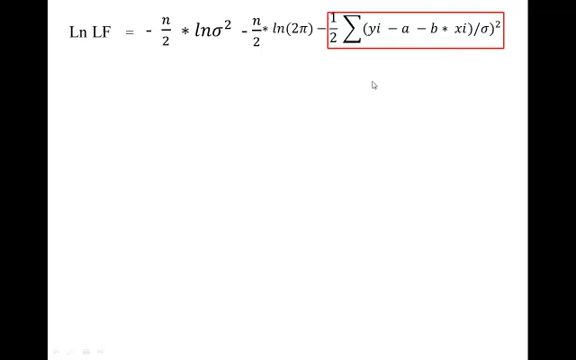 Ln LF = - n/2 * lnσ² - n/2 * ln(2π) − 1/2 ∑(yi − a − b * xi)/σ)²